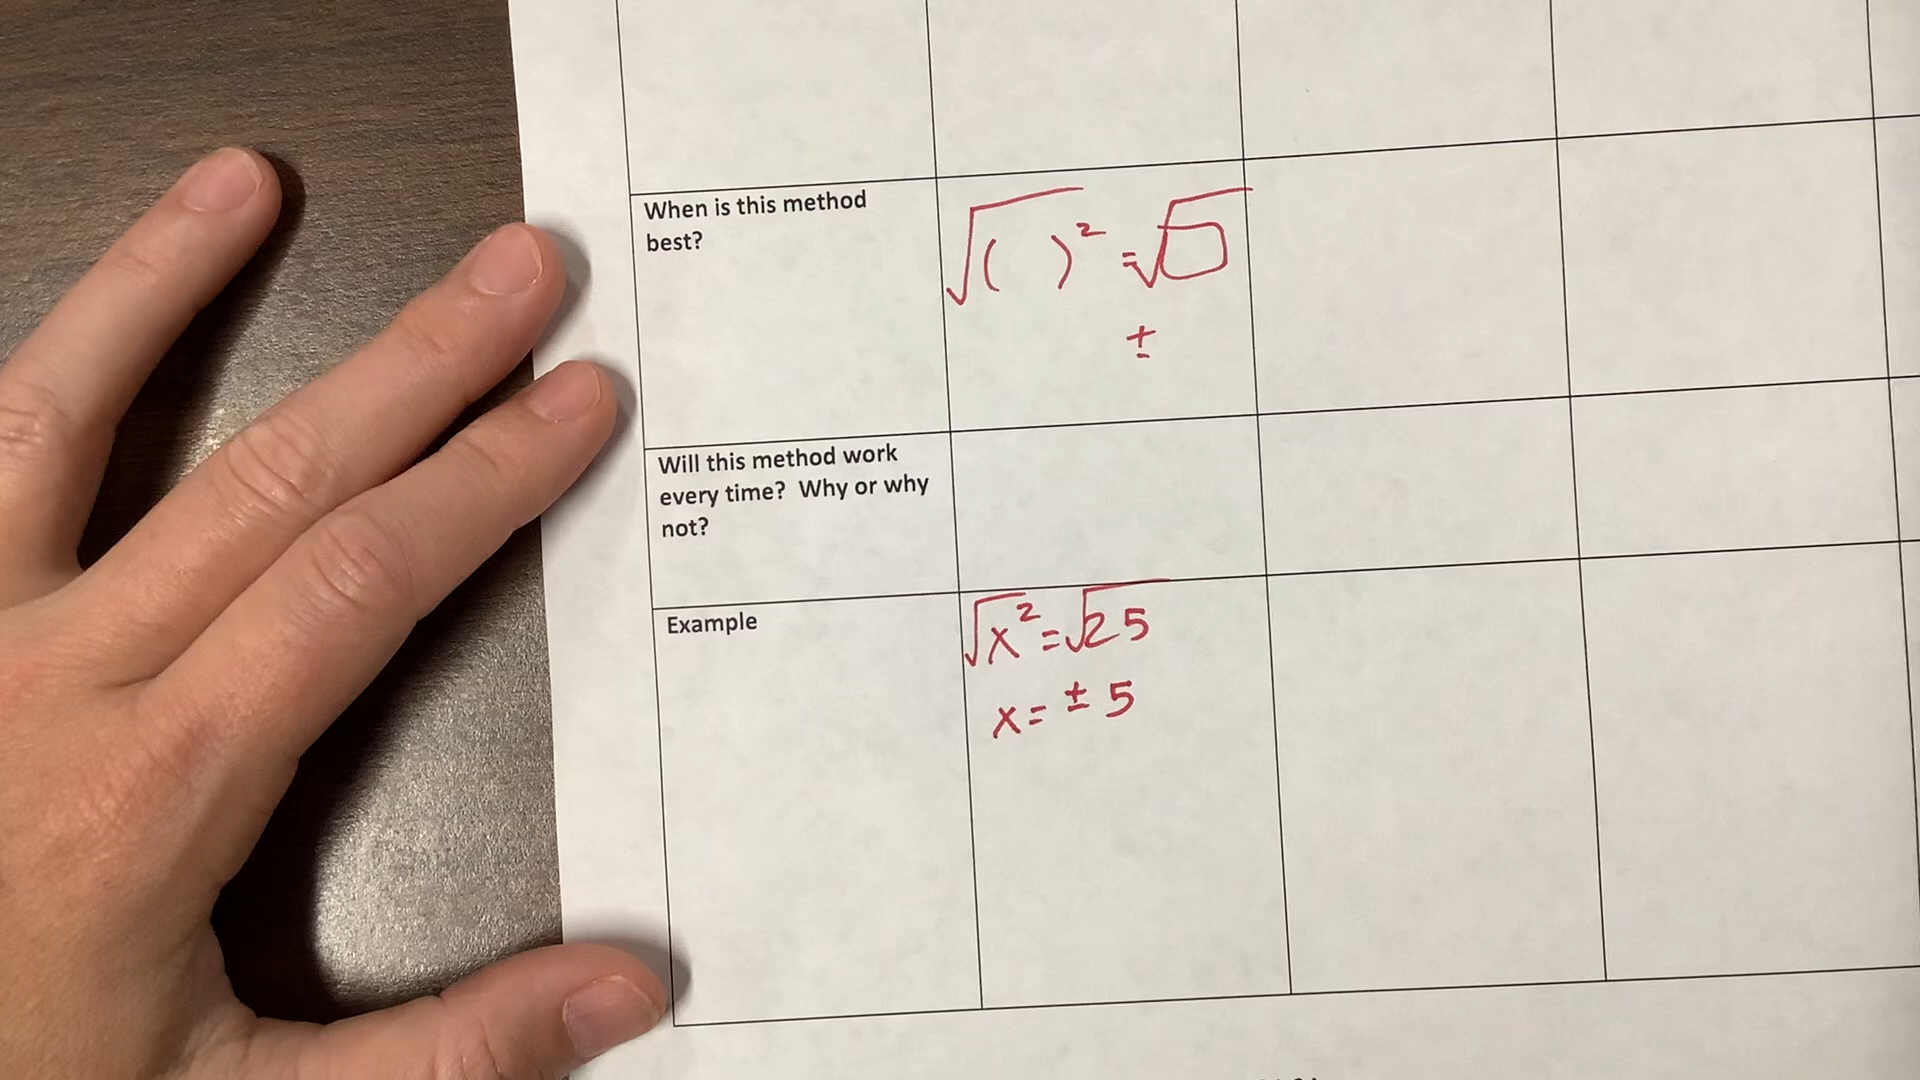 When is this method
best?
√( )² = √□
±
Will this method work
every time? Why or why
not?
Example
√x² = √25
x = ± 5